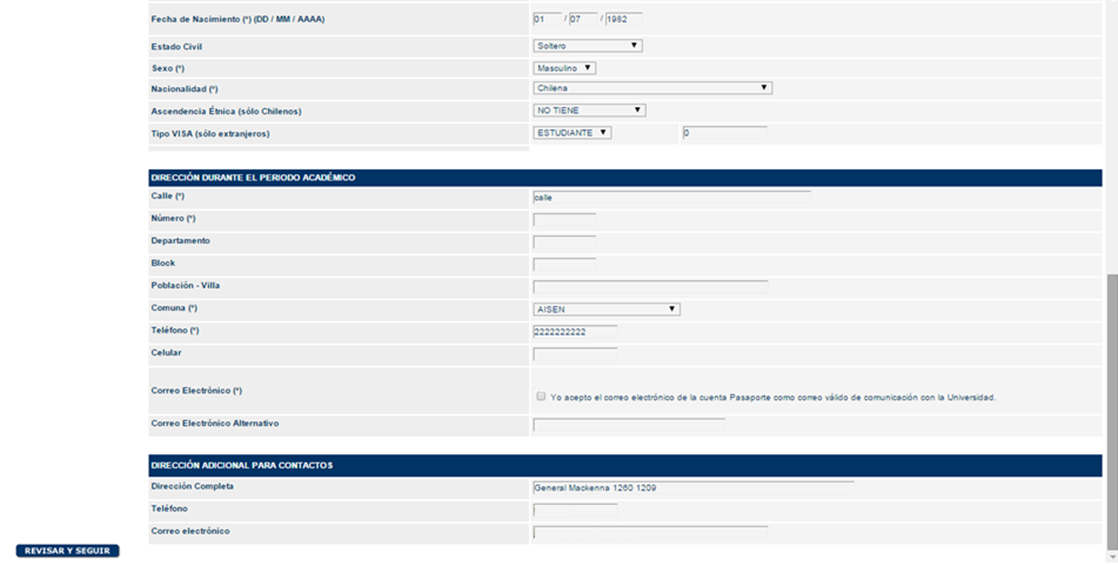 Fecha de Nacimiento (*) (DD / MM / AAAA) 01 / 07 / 1982
Estado Civil Soltero
Sexo (*) Masculino
Nacionalidad (*) Chilena
Ascendencia Étnica (sólo Chilenos) NO TIENE
Tipo VISA (sólo extranjeros) ESTUDIANTE 0
DIRECCIÓN DURANTE EL PERIODO ACADÉMICO
Calle (*) calle
Número (*)
Departamento
Block
Población - Villa
Comuna (*) AISEN
Teléfono (*) 2222222222
Celular
Correo Electrónico (*) Yo acepto el correo electrónico de la cuenta Pasaporte como correo válido de comunicación con la Universidad.
Correo Electrónico Alternativo
DIRECCIÓN ADICIONAL PARA CONTACTOS
Dirección Completa General Mackenna 1260 1209
Teléfono
Correo electrónico
REVISAR Y SEGUIR